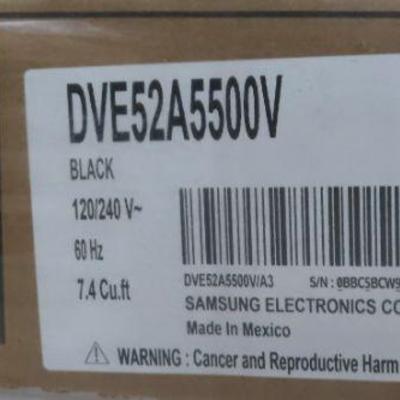 DVE52A5500V
BLACK
120/240 V~
60 Hz
7.4 Cu.ft
DVE52A5500V/A3 S/N : 0BBC5BCW9
SAMSUNG ELECTRONICS CO
Made In Mexico
WARNING : Cancer and Reproductive Harm